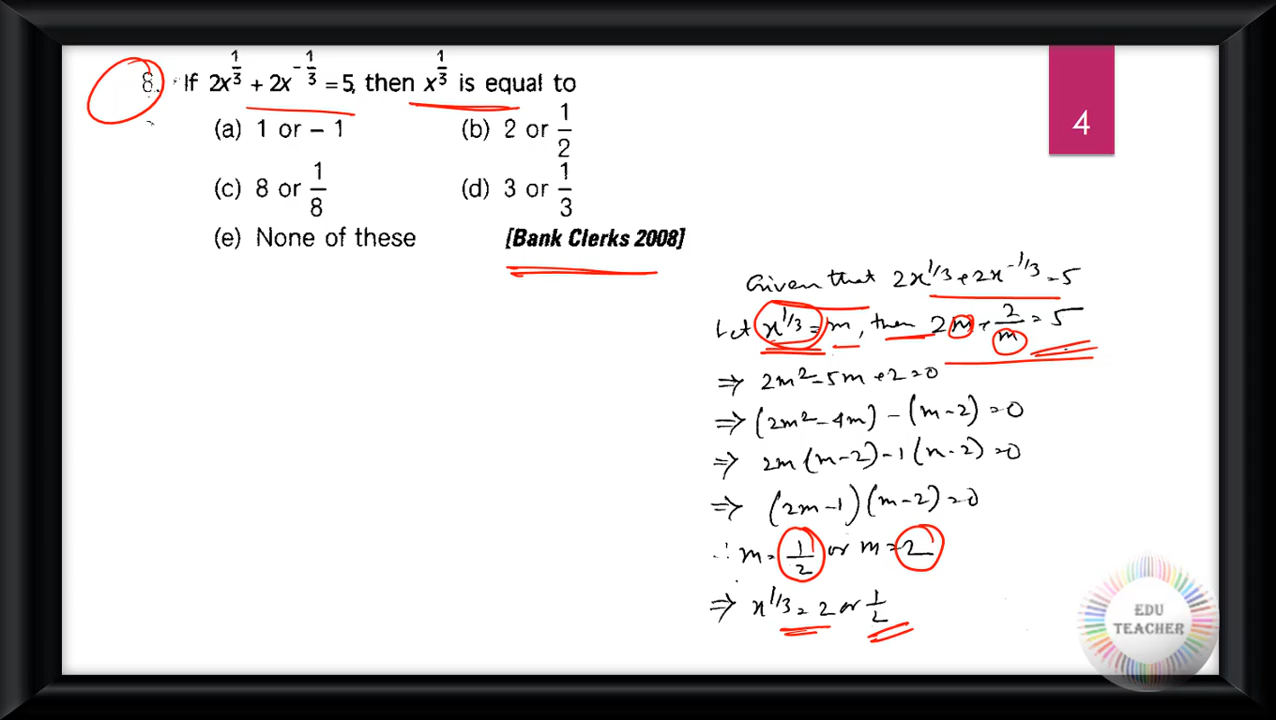 8. If 2x^{1/3} + 2x^{-1/3} = 5, then x^{1/3} is equal to
(a) 1 or – 1 (b) 2 or 1/2
(c) 8 or 1/8 (d) 3 or 1/3
(e) None of these [Bank Clerks 2008]
4
Given that 2x^{1/3} + 2x^{-1/3} = 5
Let x^{1/3} = m, then 2m + 2/m = 5
⇒ 2m² – 5m + 2 = 0
⇒ (2m² – 4m) – (m – 2) = 0
⇒ 2m (m – 2) – 1 (m – 2) = 0
⇒ (2m – 1) (m – 2) = 0
∴ m = 1/2 or m = 2
⇒ x^{1/3} = 2 or 1/2
EDU
TEACHER